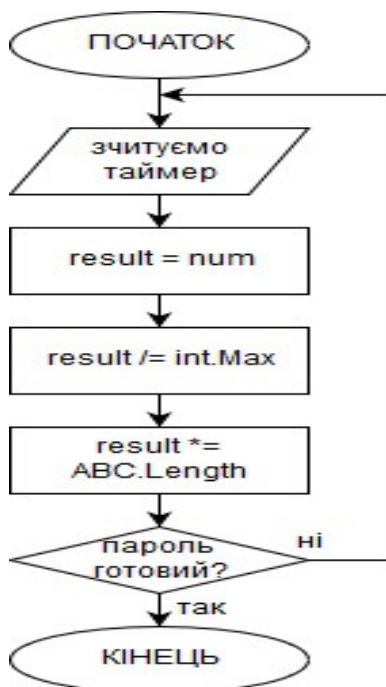 ПОЧАТОК
зчитуємо
таймер
result = num
result /= int.Max
result *=
ABC.Length
пароль
готовий?
ні
так
КІНЕЦЬ